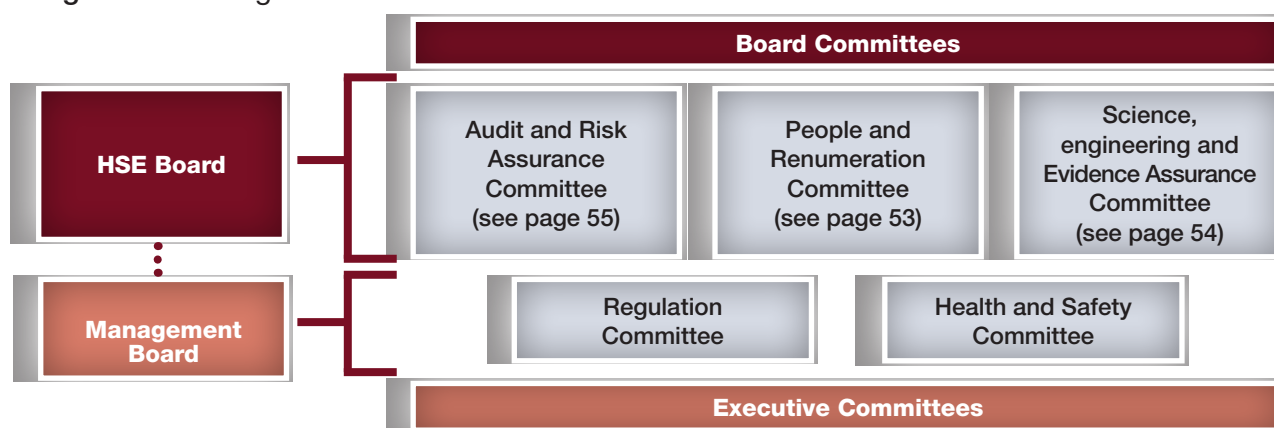 Board Committees
HSE Board
Audit and Risk
Assurance
Committee
(see page 55)
People and
Renumeration
Committee
(see page 53)
Science,
engineering and
Evidence Assurance
Committee
(see page 54)
Management
Board
Regulation
Committee
Health and Safety
Committee
Executive Committees